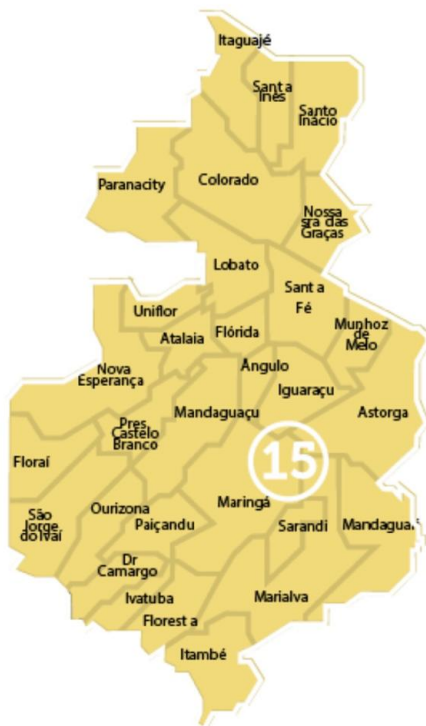 Itaguajé
Santa
Inês
Santo
Inácio
Paranacity
Colorado
Nossa
sra das
Graças
Lobato
Santa
Fé
Uniflor
Atalaia
Flórida
Munhoz
de
Melo
Nova
Esperança
Ângulo
Iguaraçu
Mandaguaçu
Astorga
Pres
Castelo
Branco
Floraí
15
São
Jorge
do Ivaí
Ourizona
Paiçandu
Maringá
Sarandi
Mandaguar
Dr
Camargo
Ivatuba
Marialva
Floresta
Itambé